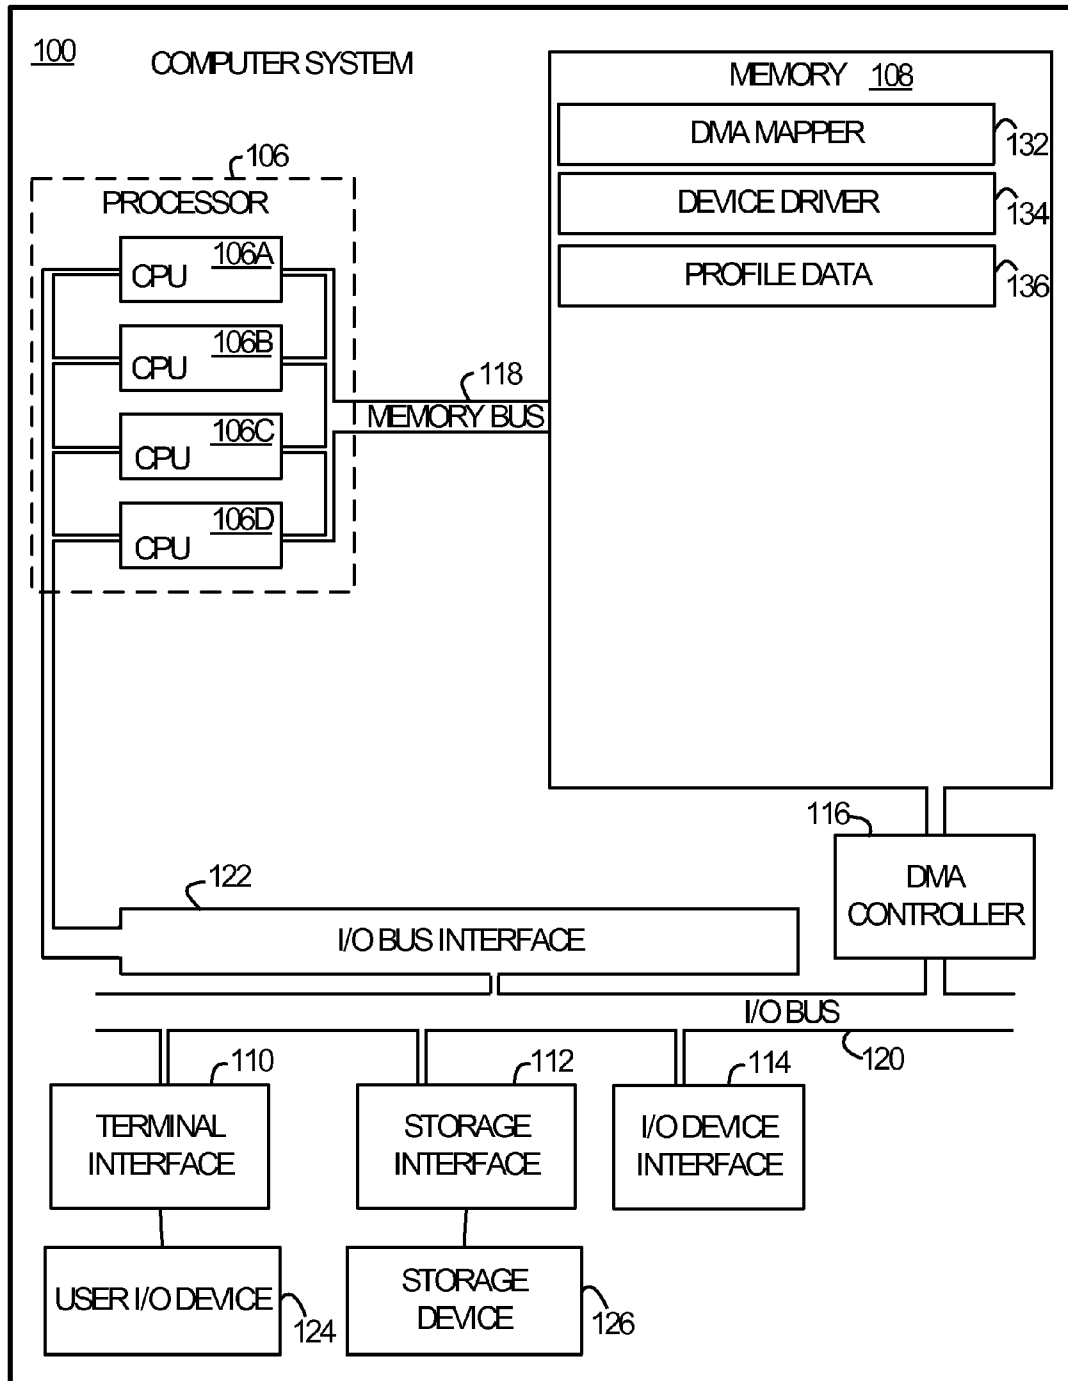 100
COMPUTER SYSTEM
MEMORY 108
DMA MAPPER
132
DEVICE DRIVER
134
PROFILE DATA
136
106
PROCESSOR
106A
CPU
106B
CPU
106C
CPU
106D
CPU
118
MEMORY BUS
116
DMA
CONTROLLER
122
I/O BUS INTERFACE
I/O BUS
120
110
TERMINAL
INTERFACE
112
STORAGE
INTERFACE
114
I/O DEVICE
INTERFACE
USER I/O DEVICE
124
STORAGE
DEVICE
126